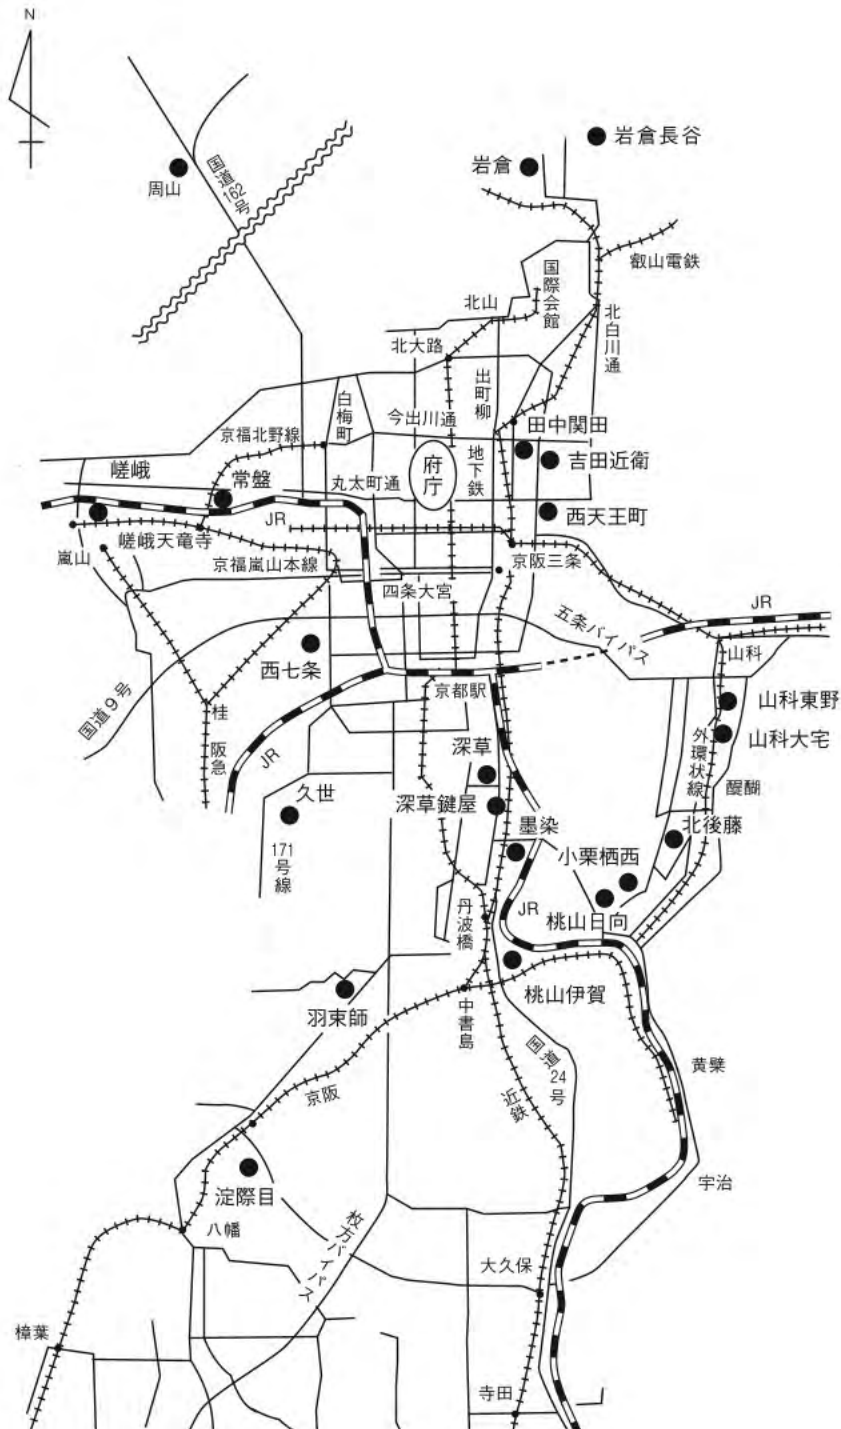 N
岩倉長谷
岩倉
周山
国道162号
叡山電鉄
国際会館
北山
北白川通
北大路
出町柳
白梅町
今出川通
田中関田
京福北野線
府庁
地下鉄
吉田近衛
嵯峨
常盤
丸太町通
西天王町
JR
嵐山
嵯峨天竜寺
京福嵐山本線
京阪三条
四条大宮
五条バイパス
JR
山科
西七条
京都駅
国道9号
桂
山科東野
阪急
JR
外環状線
山科大宅
深草
醍醐
久世
深草鍵屋
墨染
北後藤
171号線
小栗栖西
丹波橋
JR
桃山日向
羽束師
中書島
桃山伊賀
国道24号
黄檗
京阪
近鉄
淀際目
宇治
八幡
枚方バイパス
大久保
樟葉
寺田